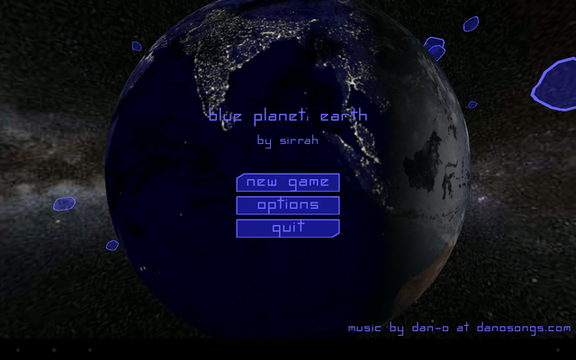 blue planet: earth
by sirrah
new game
options
quit
music by dan-o at danosongs.com